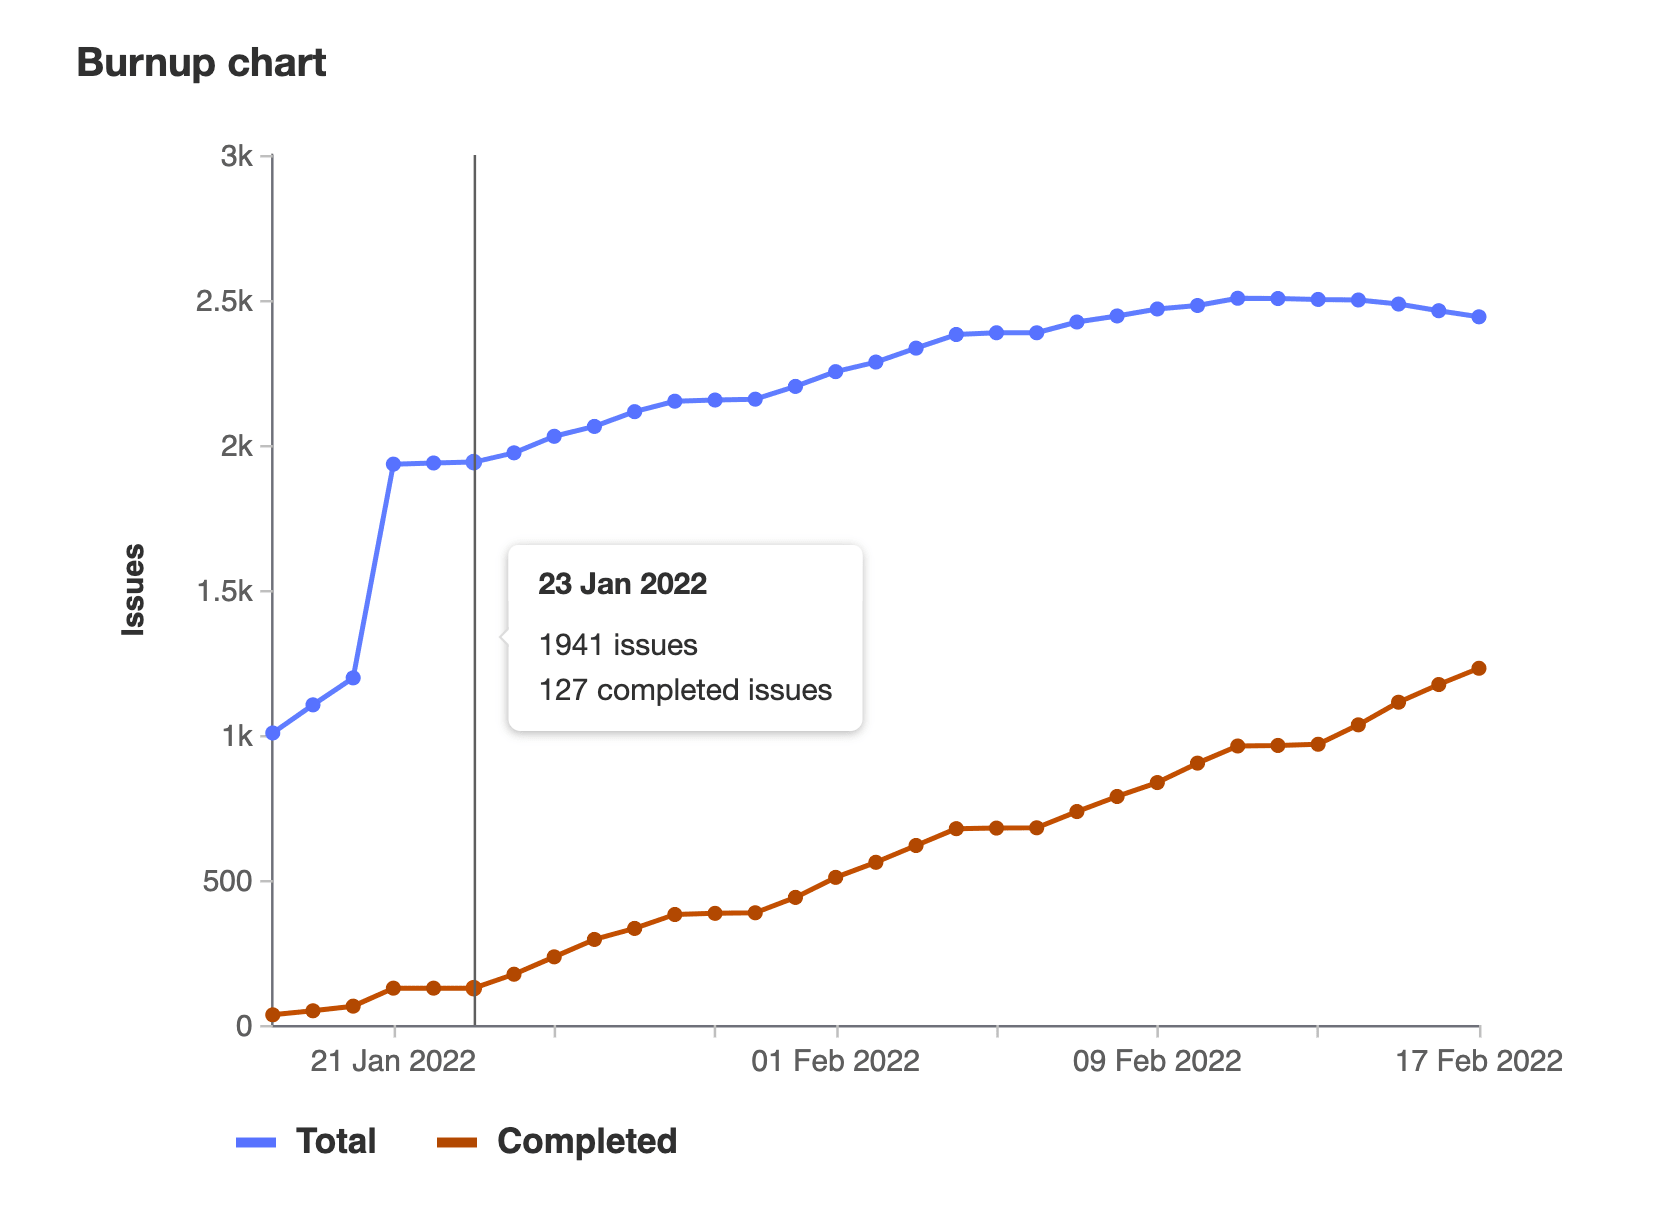 Burnup chart
3k
2.5k
2k
1.5k
1k
500
0
Issues
23 Jan 2022
1941 issues
127 completed issues
21 Jan 2022
01 Feb 2022
09 Feb 2022
17 Feb 2022
Total
Completed